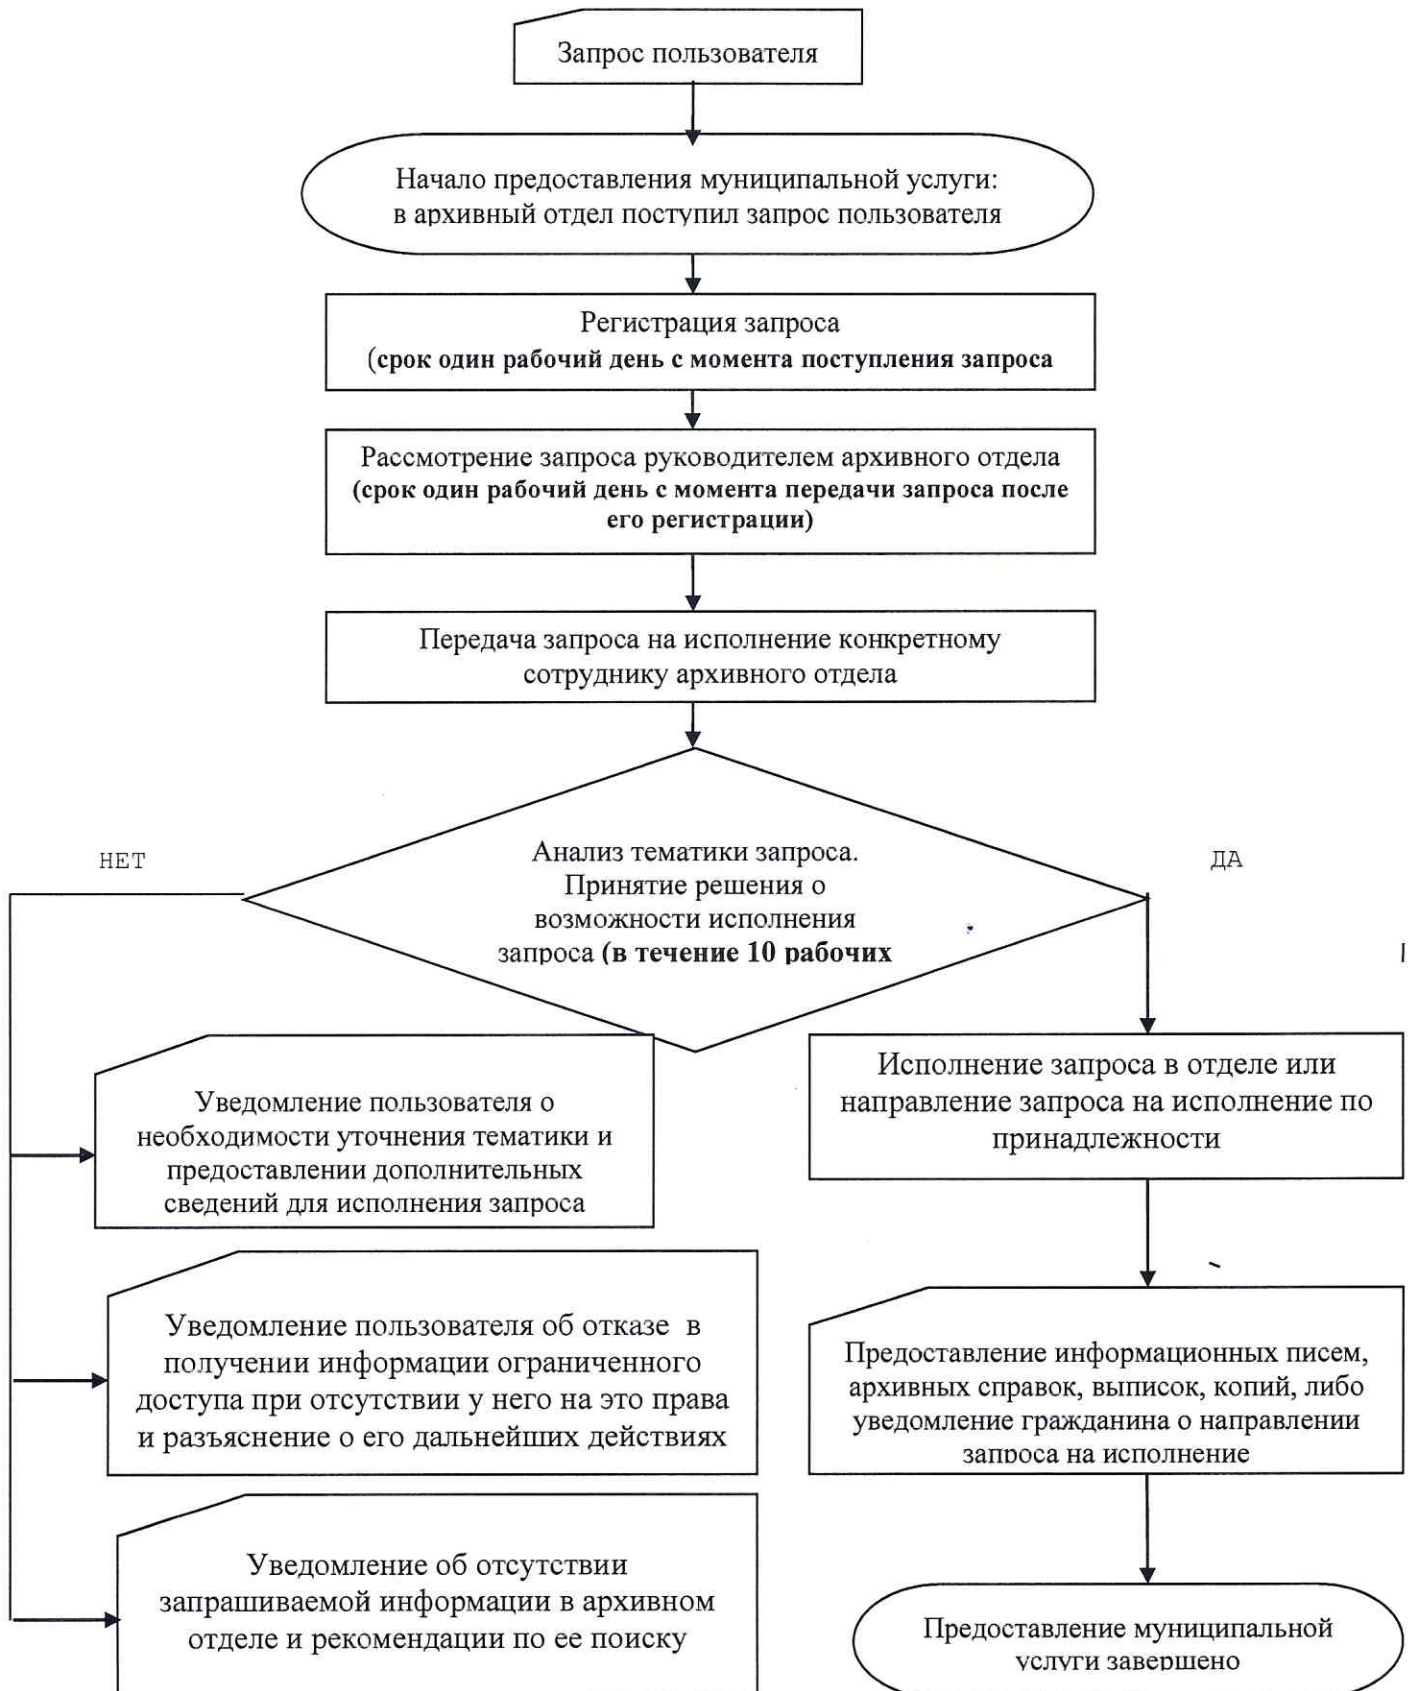 Запрос пользователя
Начало предоставления муниципальной услуги:
в архивный отдел поступил запрос пользователя
Регистрация запроса
(срок один рабочий день с момента поступления запроса
Рассмотрение запроса руководителем архивного отдела
(срок один рабочий день с момента передачи запроса после
его регистрации)
Передача запроса на исполнение конкретному
сотруднику архивного отдела
НЕТ
ДА
Анализ тематики запроса.
Принятие решения о
возможности исполнения
запроса (в течение 10 рабочих
Уведомление пользователя о
необходимости уточнения тематики и
предоставлении дополнительных
сведений для исполнения запроса
Исполнение запроса в отделе или
направление запроса на исполнение по
принадлежности
Уведомление пользователя об отказе в
получении информации ограниченного
доступа при отсутствии у него на это права
и разъяснение о его дальнейших действиях
Предоставление информационных писем,
архивных справок, выписок, копий, либо
уведомление гражданина о направлении
запроса на исполнение
Уведомление об отсутствии
запрашиваемой информации в архивном
отделе и рекомендации по ее поиску
Предоставление муниципальной
услуги завершено